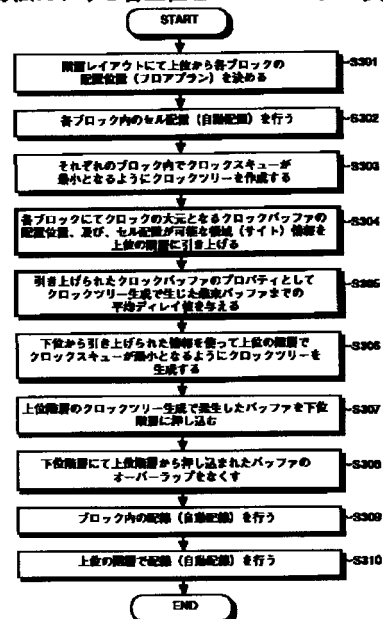 START
階層レイアウトにて上位から各ブロックの
配置位置（フロアプラン）を決める
S301
各ブロック内のセル配置（自動配置）を行う
S302
それぞれのブロック内でクロックスキューが
最小となるようにクロックツリーを作成する
S303
各ブロックにてクロックの大元となるクロックバッファの
配置位置、及び、セル配置が可能な領域（サイト）情報を
上位の階層に引き上げる
S304
引き上げられたクロックバッファのプロパティとして
クロックツリー生成で生じた末端バッファまでの
平均ディレイ値を与える
S305
下位から引き上げられた情報を使って上位の階層で
クロックスキューが最小となるようにクロックツリーを
生成する
S306
上位階層のクロックツリー生成で発生したバッファを下位
階層に押し込む
S307
下位階層にて上位階層から押し込まれたバッファの
オーバーラップをなくす
S308
ブロック内の配線（自動配線）を行う
S309
上位の階層で配線（自動配線）を行う
S310
END